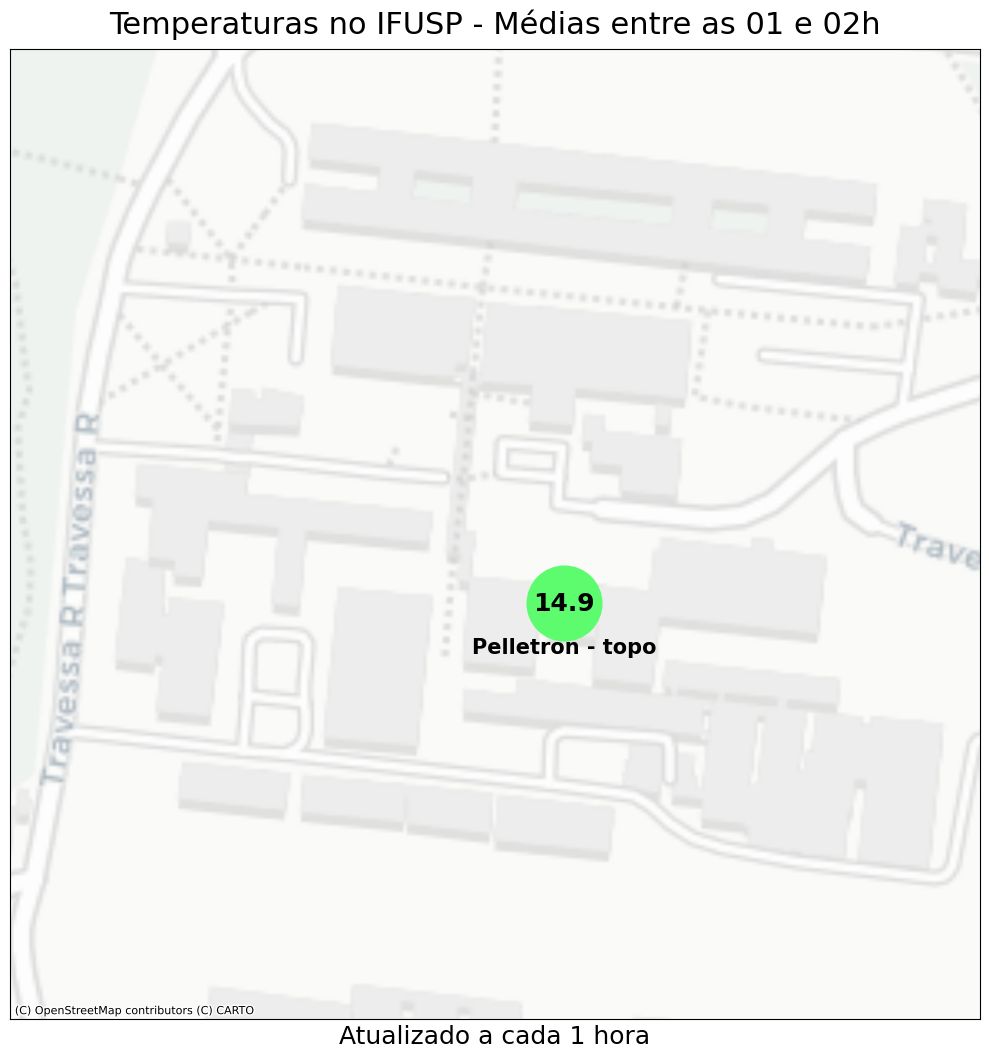 Temperaturas no IFUSP - Médias entre as 01 e 02h
Travessa R Travessa R
Trave
14.9
Pelletron - topo
(C) OpenStreetMap contributors (C) CARTO
Atualizado a cada 1 hora